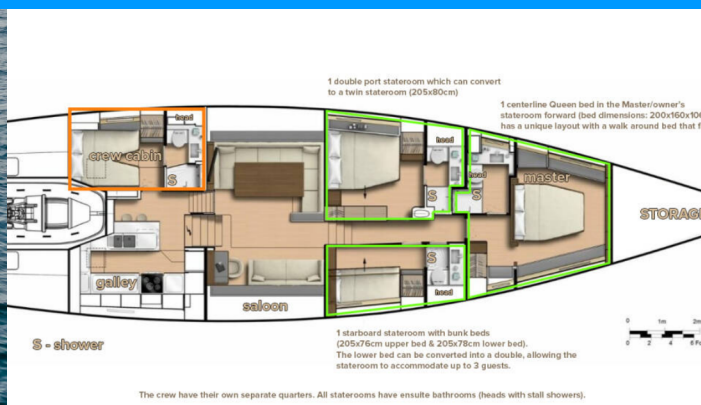 1 double port stateroom which can convert
to a twin stateroom (205x80cm)
1 centerline Queen bed in the Master/owner's
stateroom forward (bed dimensions: 200x160x106
has a unique layout with a walk around bed that f
head
crew cabin
S
head
S
head
S
master
STORAGE
galley
saloon
S
head
S - shower
0 1m 2m
0 2 4 6 Fe
1 starboard stateroom with bunk beds
(205x76cm upper bed & 205x78cm lower bed).
The lower bed can be converted into a double, allowing the
stateroom to accommodate up to 3 guests.
The crew have their own separate quarters. All staterooms have ensuite bathrooms (heads with stall showers).